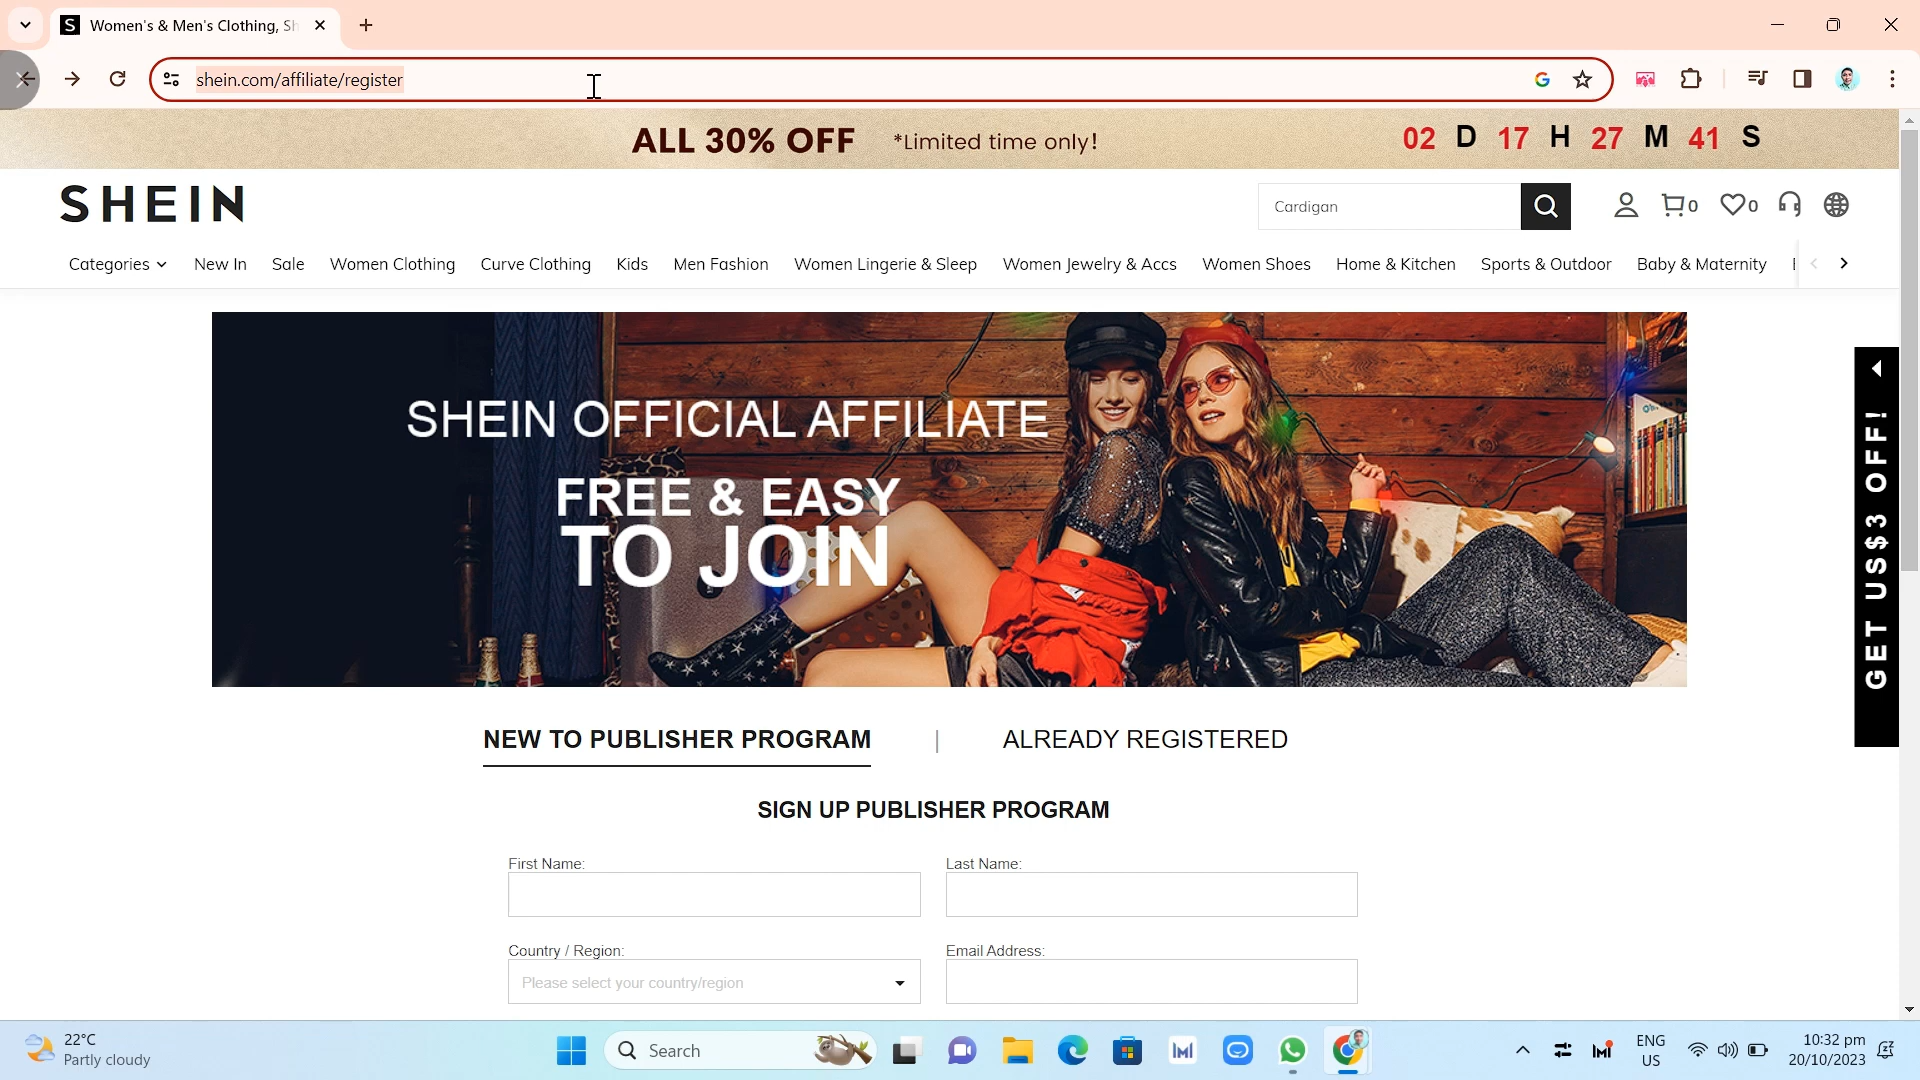 S Women's & Men's Clothing, Sh
shein.com/affiliate/register
ALL 30% OFF *Limited time only! 02 D 17 H 27 M 41 S
SHEIN
Cardigan
0 0
Categories New In Sale Women Clothing Curve Clothing Kids Men Fashion Women Lingerie & Sleep Women Jewelry & Accs Women Shoes Home & Kitchen Sports & Outdoor Baby & Maternity
SHEIN OFFICIAL AFFILIATE
FREE & EASY
TO JOIN
GET US$3 OFF!
NEW TO PUBLISHER PROGRAM | ALREADY REGISTERED
SIGN UP PUBLISHER PROGRAM
First Name: Last Name:
Country / Region: Email Address:
Please select your country/region
22°C
Partly cloudy
Search
ENG
US
10:32 pm
20/10/2023